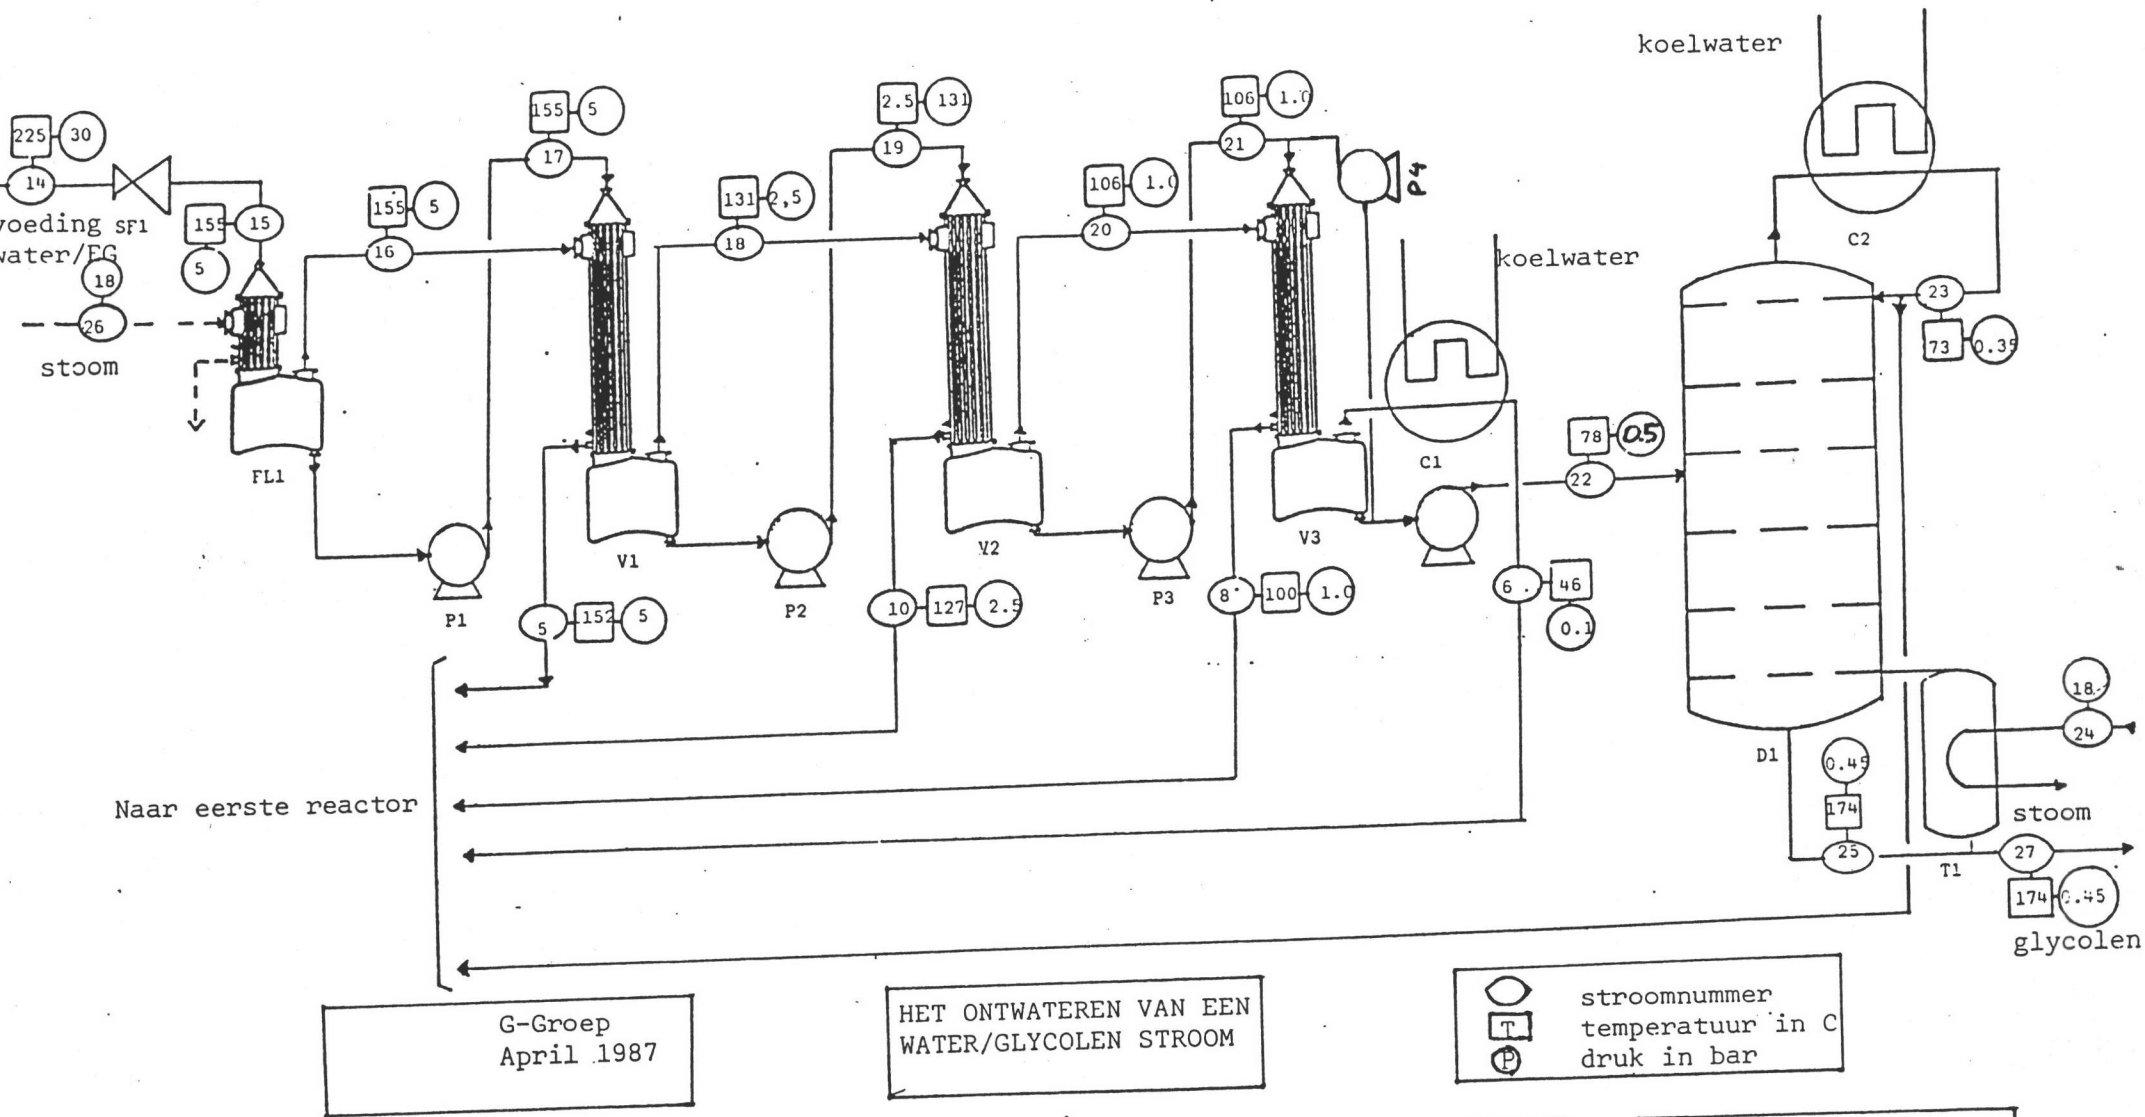 koelwater
155
5
2.5
131
106
1.0
225
30
17
19
21
14
155
5
131
2,5
106
1.0
P4
voeding SF1
water/EG
155
15
16
18
20
C2
5
koelwater
18
26
23
stoom
73
0.35
78
0.5
FL1
C1
22
V1
V2
V3
P1
P2
P3
5
152
5
10
127
2.5
8
100
1.0
6
46
0.1
18
24
D1
0.45
Naar eerste reactor
174
stoom
25
27
T1
174
0.45
glycolen
G-Groep
April 1987
HET ONTWATEREN VAN EEN
WATER/GLYCOLEN STROOM
stroomnummer
T temperatuur in C
P druk in bar